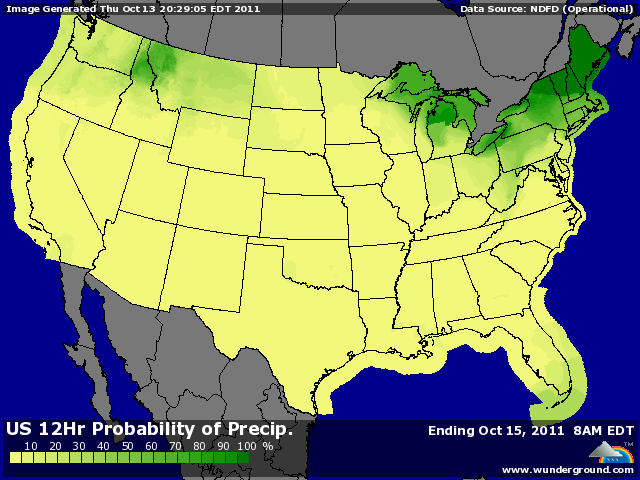 Image Generated Thu Oct 13 20:29:05 EDT 2011 Data Source: NDFD (Operational)
US 12Hr Probability of Precip.
Ending Oct 15, 2011 8AM EDT
10 20 30 40 50 60 70 80 90 100 %
TM
www.wunderground.com